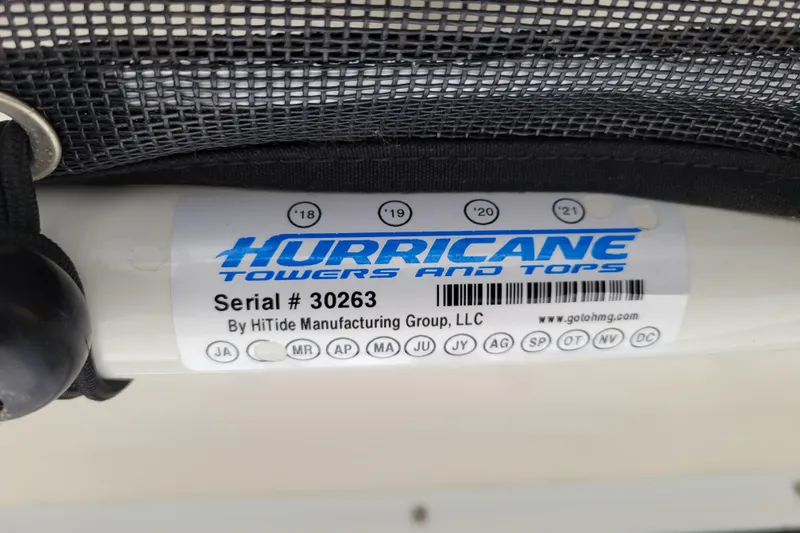 '18 '19 '20 '21
HURRICANE
TOWERS AND TOPS
Serial # 30263
By HiTide Manufacturing Group, LLC www.gotohmg.com
JA MR AP MA JU JY AG SP OT NV DC